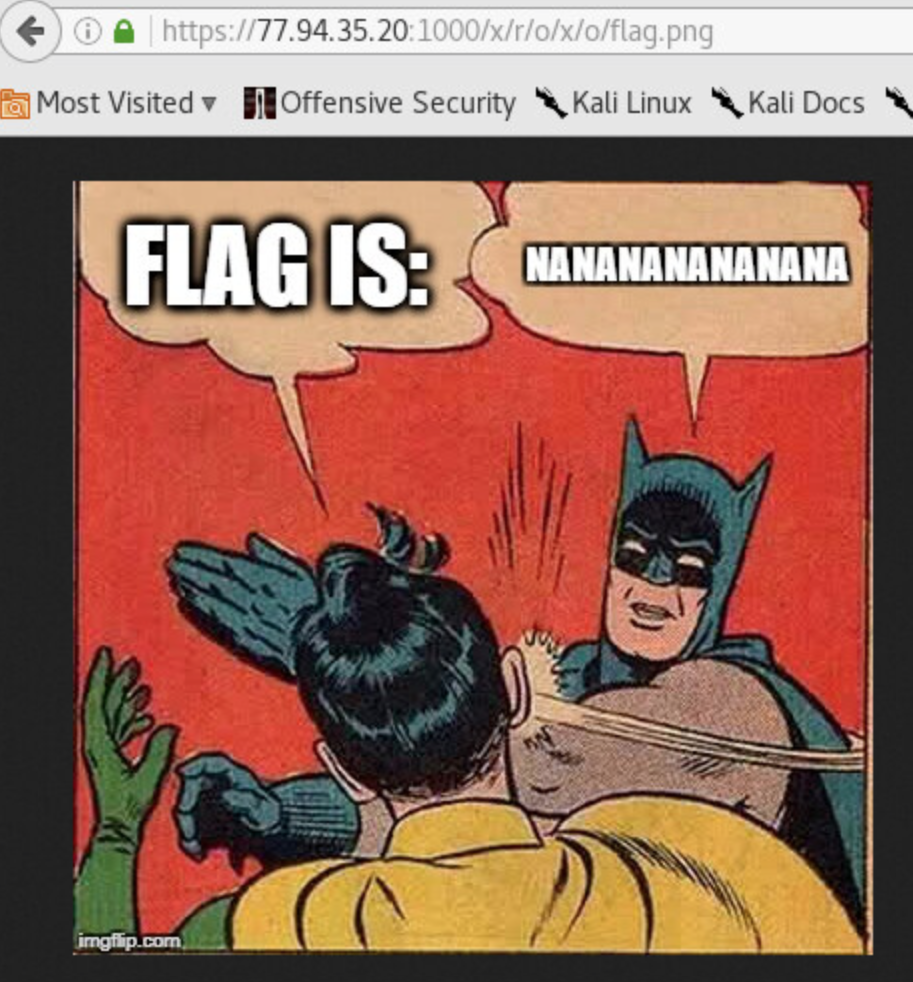 https://77.94.35.20:1000/x/r/o/x/o/flag.png
Most Visited Offensive Security Kali Linux Kali Docs
FLAG IS:
NANANANANANANA
imgflip.com